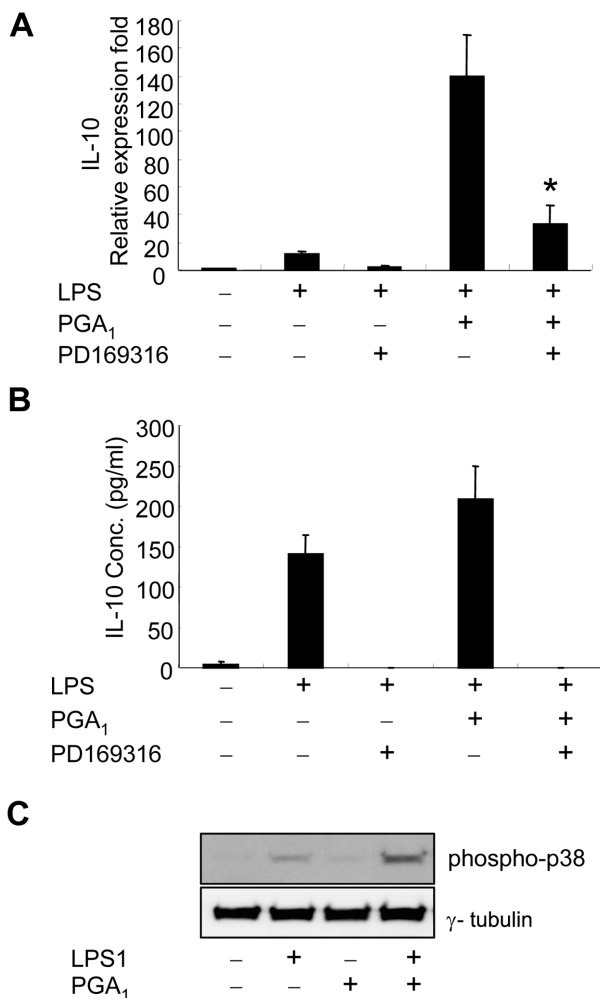 A
IL-10
Relative expression fold
180
160
140
120
100
80
60
40
20
0
*
LPS – + + + +
PGA1 – – – + +
PD169316 – – + – +
B
IL-10 Conc. (pg/ml)
300
250
200
150
100
50
0
LPS – + + + +
PGA1 – – – + +
PD169316 – – + – +
C
phospho-p38
γ- tubulin
LPS1 – + – +
PGA1 – – + +